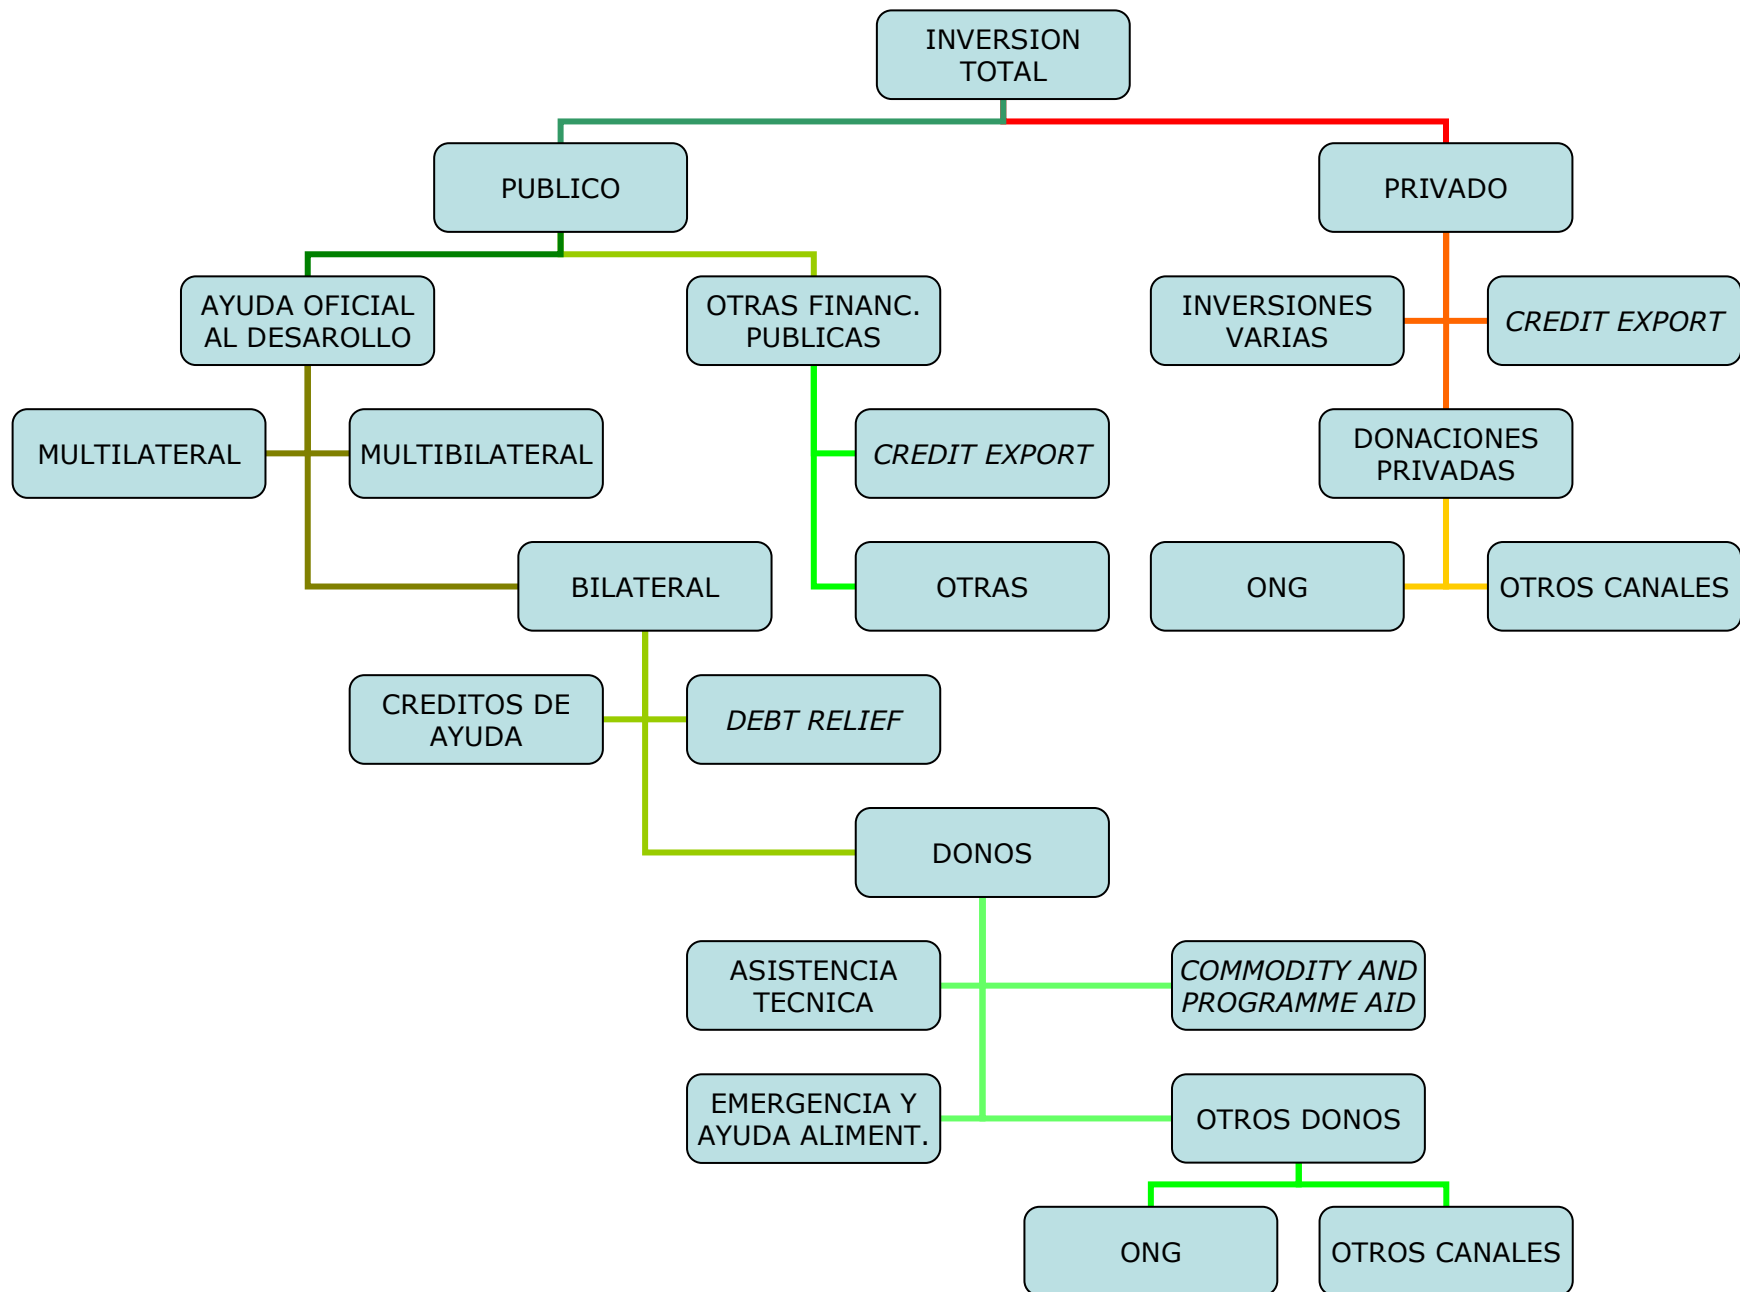 INVERSION
TOTAL
PUBLICO
PRIVADO
AYUDA OFICIAL
AL DESAROLLO
OTRAS FINANC.
PUBLICAS
INVERSIONES
VARIAS
CREDIT EXPORT
MULTILATERAL
MULTIBILATERAL
CREDIT EXPORT
DONACIONES
PRIVADAS
BILATERAL
OTRAS
ONG
OTROS CANALES
CREDITOS DE
AYUDA
DEBT RELIEF
DONOS
ASISTENCIA
TECNICA
COMMODITY AND
PROGRAMME AID
EMERGENCIA Y
AYUDA ALIMENT.
OTROS DONOS
ONG
OTROS CANALES